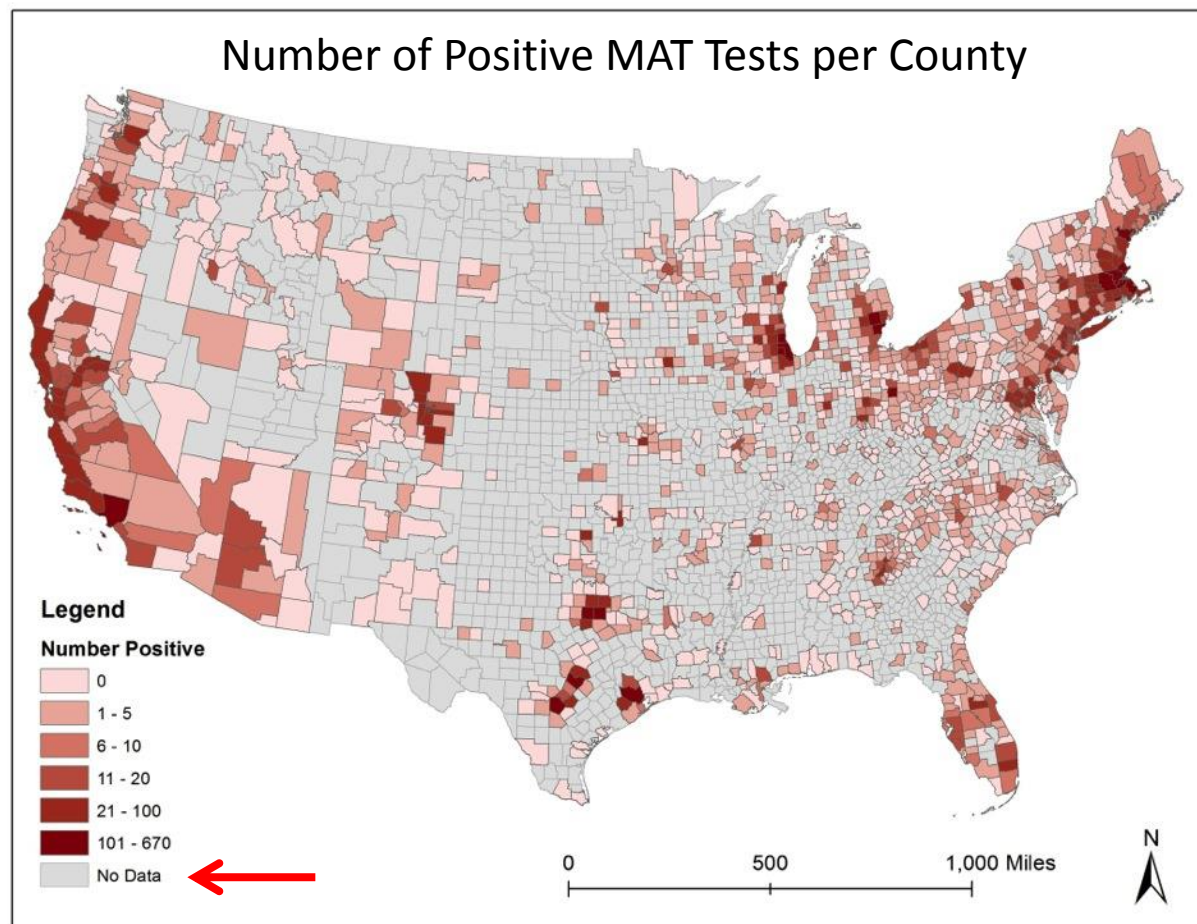 Number of Positive MAT Tests per County
Legend
Number Positive
0
1 - 5
6 - 10
11 - 20
21 - 100
101 - 670
No Data
0 500 1,000 Miles
N